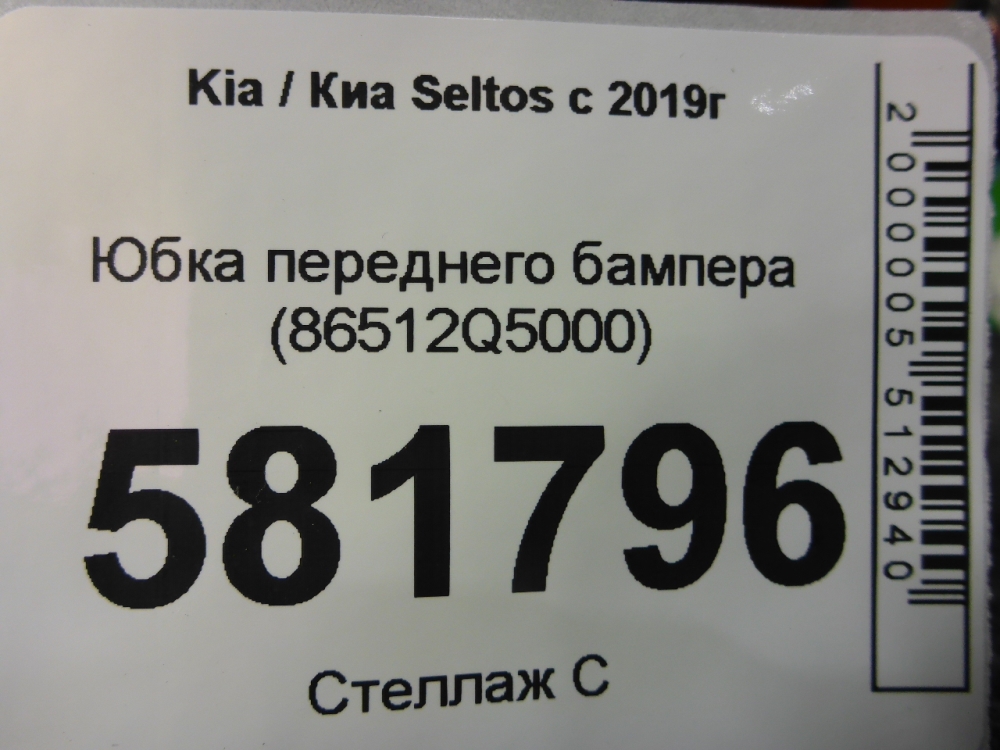 Kia / Киа Seltos с 2019г
Юбка переднего бампера
(86512Q5000)
581796
Стеллаж С
2000005512940